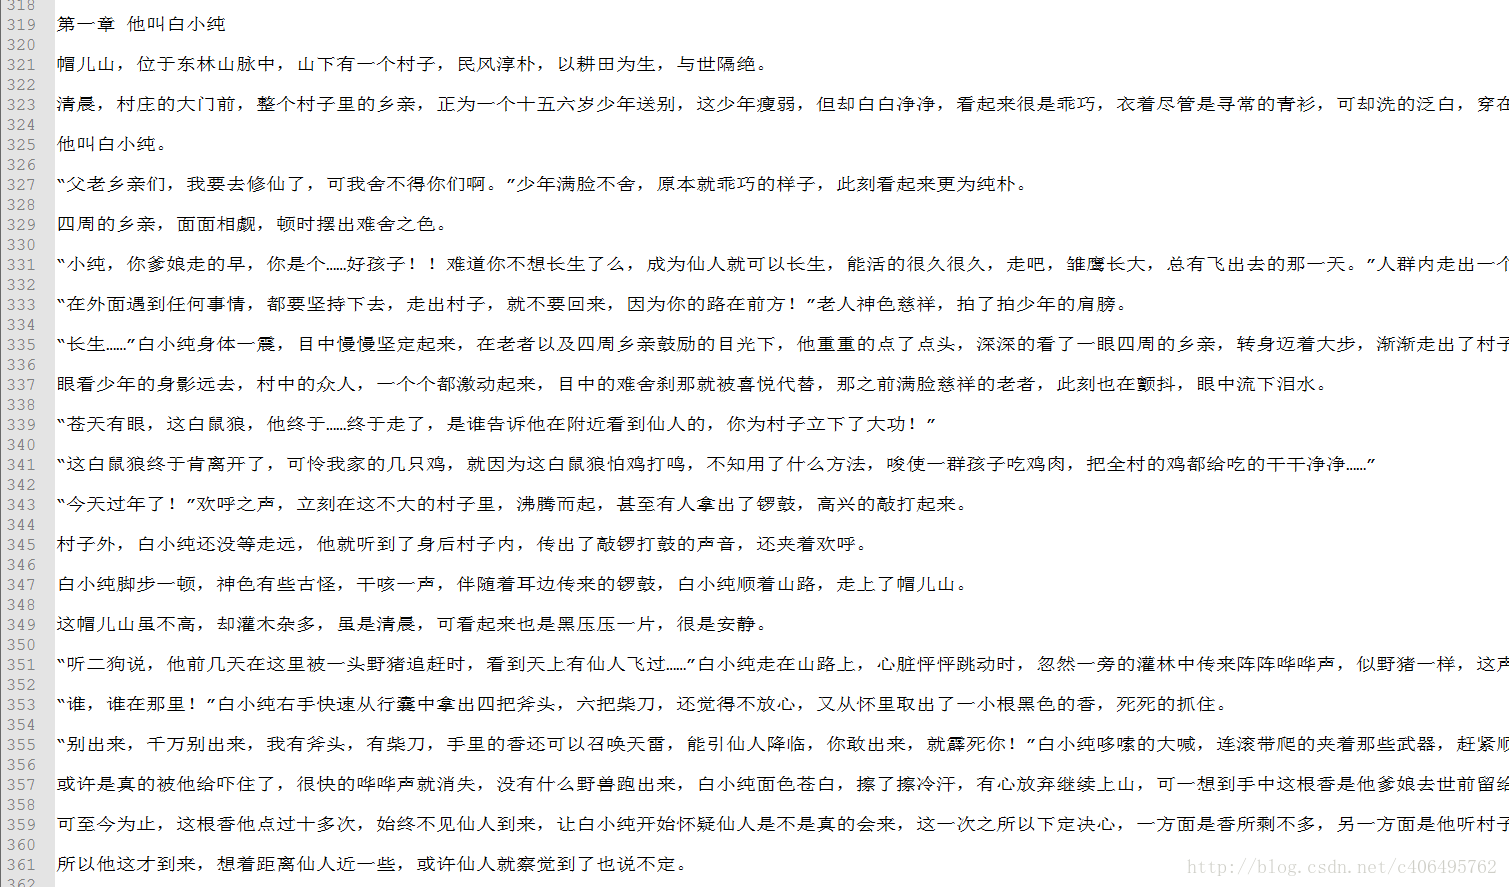 318
319 第一章 他叫白小纯
320
321 帽儿山，位于东林山脉中，山下有一个村子，民风淳朴，以耕田为生，与世隔绝。
322
323 清晨，村庄的大门前，整个村子里的乡亲，正为一个十五六岁少年送别，这少年瘦弱，但却白白净净，看起来很是乖巧，衣着尽管是寻常的青衫，可却洗的泛白，穿在
324
325 他叫白小纯。
326
327 “父老乡亲们，我要去修仙了，可我舍不得你们啊。”少年满脸不舍，原本就乖巧的样子，此刻看起来更为纯朴。
328
329 四周的乡亲，面面相觑，顿时摆出难舍之色。
330
331 “小纯，你爹娘走的早，你是个……好孩子！！难道你不想长生了么，成为仙人就可以长生，能活的很久很久，走吧，雏鹰长大，总有飞出去的那一天。”人群内走出一个
332
333 “在外面遇到任何事情，都要坚持下去，走出村子，就不要回来，因为你的路在前方！”老人神色慈祥，拍了拍少年的肩膀。
334
335 “长生……”白小纯身体一震，目中慢慢坚定起来，在老者以及四周乡亲鼓励的目光下，他重重的点了点头，深深的看了一眼四周的乡亲，转身迈着大步，渐渐走出了村子
336
337 眼看少年的身影远去，村中的众人，一个个都激动起来，目中的难舍刹那就被喜悦代替，那之前满脸慈祥的老者，此刻也在颤抖，眼中流下泪水。
338
339 “苍天有眼，这白鼠狼，他终于……终于走了，是谁告诉他在附近看到仙人的，你为村子立下了大功！”
340
341 “这白鼠狼终于肯离开了，可怜我家的几只鸡，就因为这白鼠狼怕鸡打鸣，不知用了什么方法，唆使一群孩子吃鸡肉，把全村的鸡都给吃的干干净净……”
342
343 “今天过年了！”欢呼之声，立刻在这不大的村子里，沸腾而起，甚至有人拿出了锣鼓，高兴的敲打起来。
344
345 村子外，白小纯还没等走远，他就听到了身后村子内，传出了敲锣打鼓的声音，还夹着欢呼。
346
347 白小纯脚步一顿，神色有些古怪，干咳一声，伴随着耳边传来的锣鼓，白小纯顺着山路，走上了帽儿山。
348
349 这帽儿山虽不高，却灌木杂多，虽是清晨，可看起来也是黑压压一片，很是安静。
350
351 “听二狗说，他前几天在这里被一头野猪追赶时，看到天上有仙人飞过……”白小纯走在山路上，心脏怦怦跳动时，忽然一旁的灌林中传来阵阵哗哗声，似野猪一样，这声
352
353 “谁，谁在那里！”白小纯右手快速从行囊中拿出四把斧头，六把柴刀，还觉得不放心，又从怀里取出了一小根黑色的香，死死的抓住。
354
355 “别出来，千万别出来，我有斧头，有柴刀，手里的香还可以召唤天雷，能引仙人降临，你敢出来，就霹死你！”白小纯哆嗦的大喊，连滚带爬的夹着那些武器，赶紧顺
356
357 或许是真的被他给吓住了，很快的哗哗声就消失，没有什么野兽跑出来，白小纯面色苍白，擦了擦冷汗，有心放弃继续上山，可一想到手中这根香是他爹娘去世前留给
358
359 可至今为止，这根香他点过十多次，始终不见仙人到来，让白小纯开始怀疑仙人是不是真的会来，这一次之所以下定决心，一方面是香所剩不多，另一方面是他听村子
360
361 所以他这才到来，想着距离仙人近一些，或许仙人就察觉到了也说不定。
362
http://blog.csdn.net/c406495762